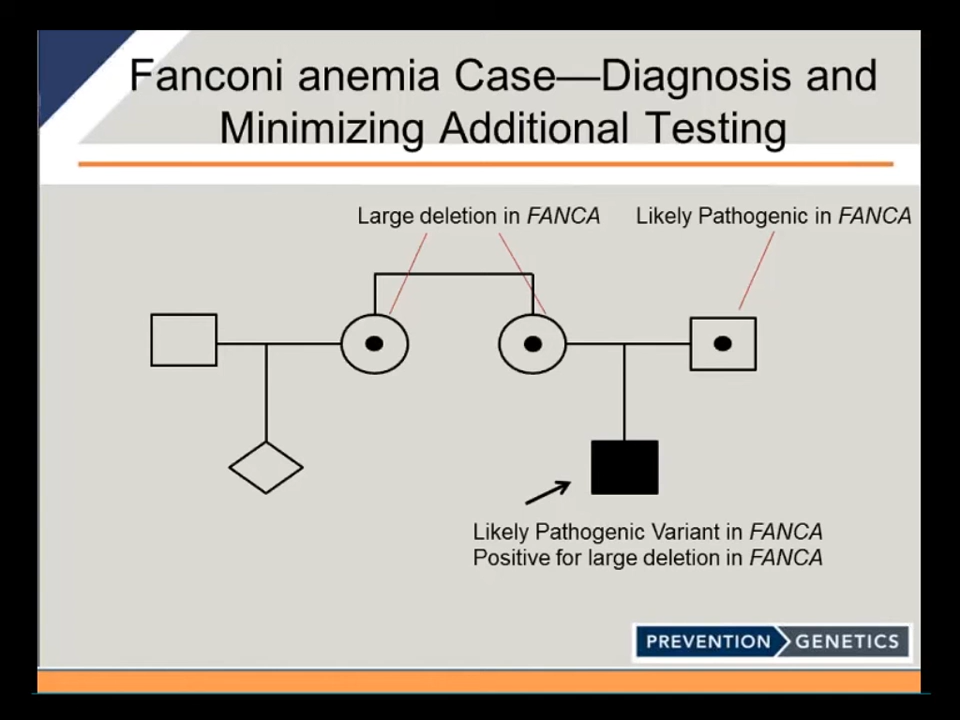 Fanconi anemia Case—Diagnosis and
Minimizing Additional Testing
Large deletion in FANCA
Likely Pathogenic in FANCA
Likely Pathogenic Variant in FANCA
Positive for large deletion in FANCA
PREVENTION GENETICS